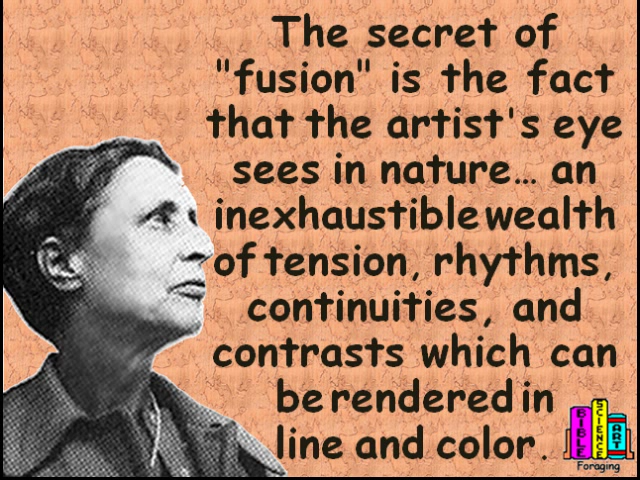 The secret of
"fusion" is the fact
that the artist's eye
sees in nature... an
inexhaustible wealth
of tension, rhythms,
continuities, and
contrasts which can
be rendered in
line and color.
BIBLE
SCIENCE
ART
Foraging